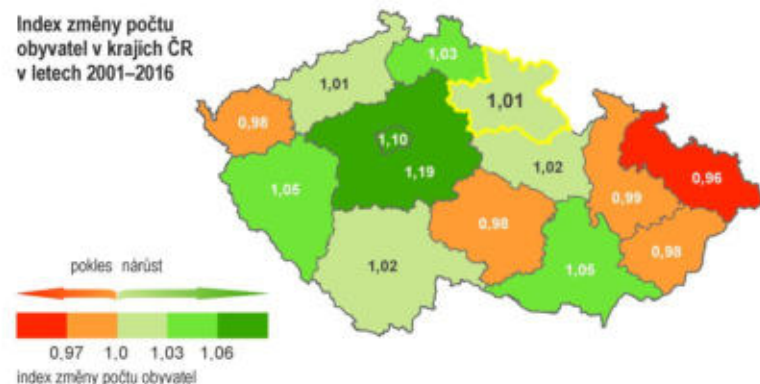 Index změny počtu
obyvatel v krajích ČR
v letech 2001–2016
1,03
1,01
1,01
0,98
1,10
1,02
0,96
1,19
1,05
0,99
0,98
0,98
1,02
1,05
pokles nárůst
0,97 1,0 1,03 1,06
index změny počtu obyvatel